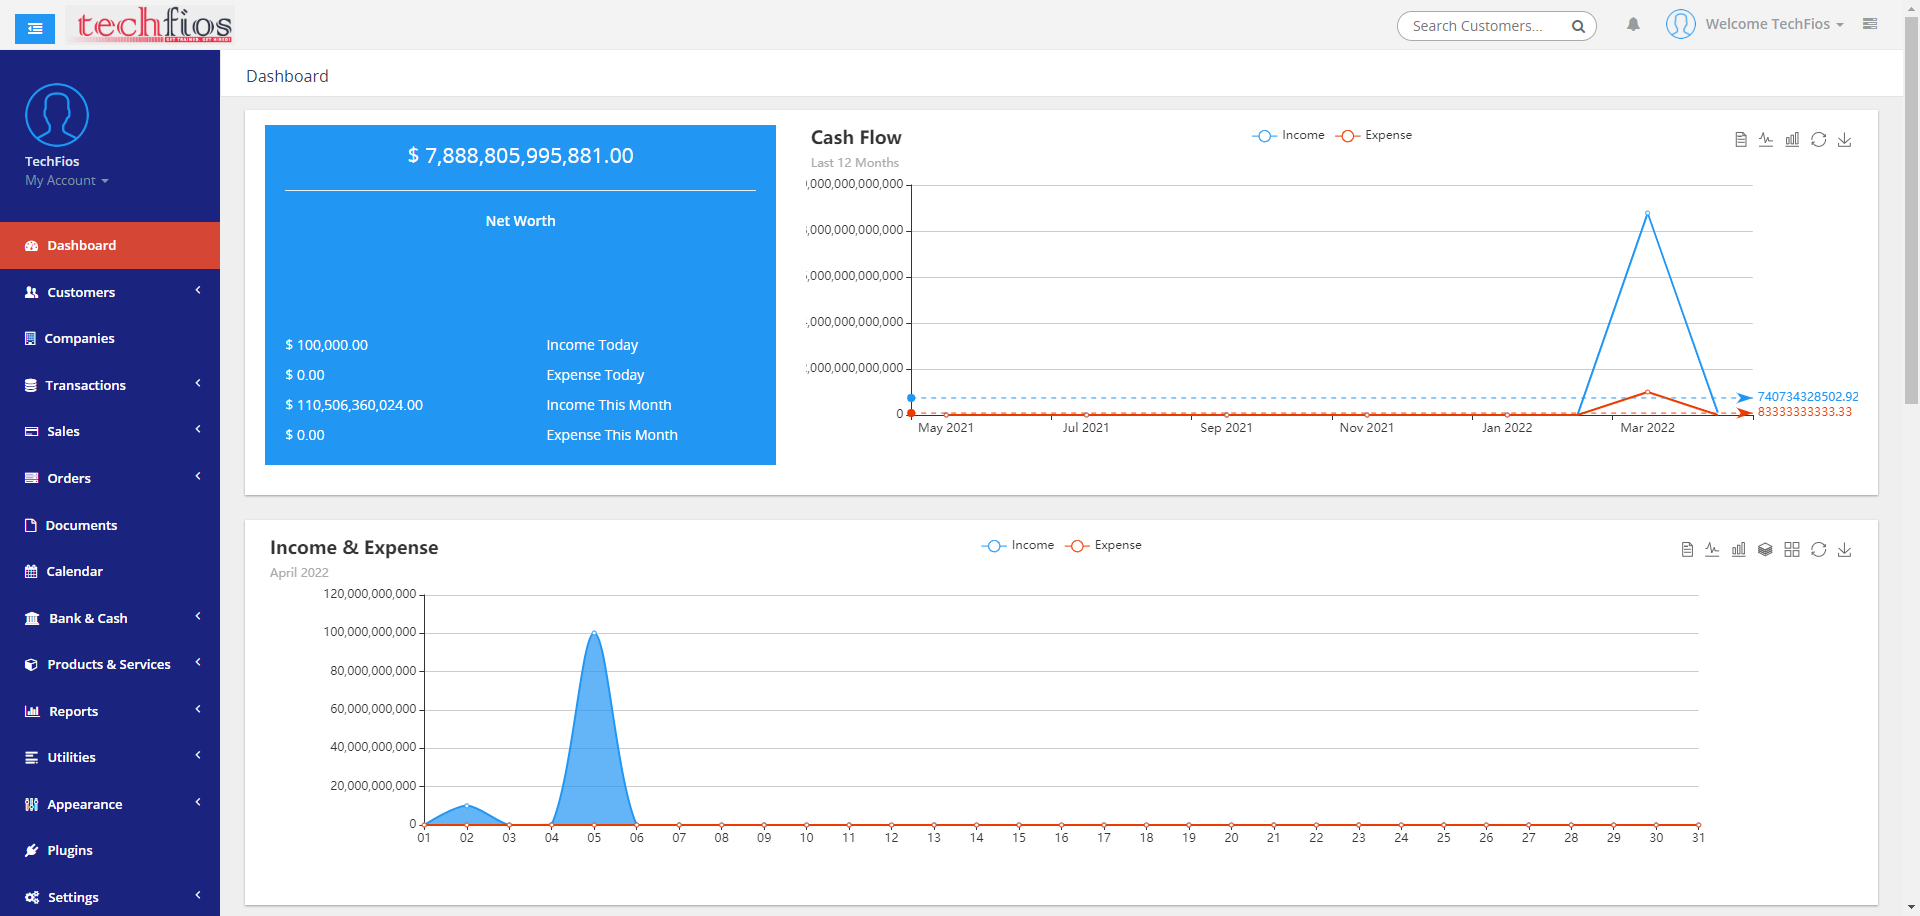 techfios
Search Customers...
Welcome TechFios
TechFios
My Account
Dashboard
Customers
Companies
Transactions
Sales
Orders
Documents
Calendar
Bank & Cash
Products & Services
Reports
Utilities
Appearance
Plugins
Settings
Dashboard
$ 7,888,805,995,881.00
Net Worth
$ 100,000.00 Income Today
$ 0.00 Expense Today
$ 110,506,360,024.00 Income This Month
$ 0.00 Expense This Month
Cash Flow
Last 12 Months
Income Expense
,000,000,000,000
,000,000,000,000
,000,000,000,000
,000,000,000,000
,000,000,000,000
0
740734328502.92
83333333333.33
May 2021 Jul 2021 Sep 2021 Nov 2021 Jan 2022 Mar 2022
Income & Expense
April 2022
Income Expense
120,000,000,000
100,000,000,000
80,000,000,000
60,000,000,000
40,000,000,000
20,000,000,000
0
01 02 03 04 05 06 07 08 09 10 11 12 13 14 15 16 17 18 19 20 21 22 23 24 25 26 27 28 29 30 31